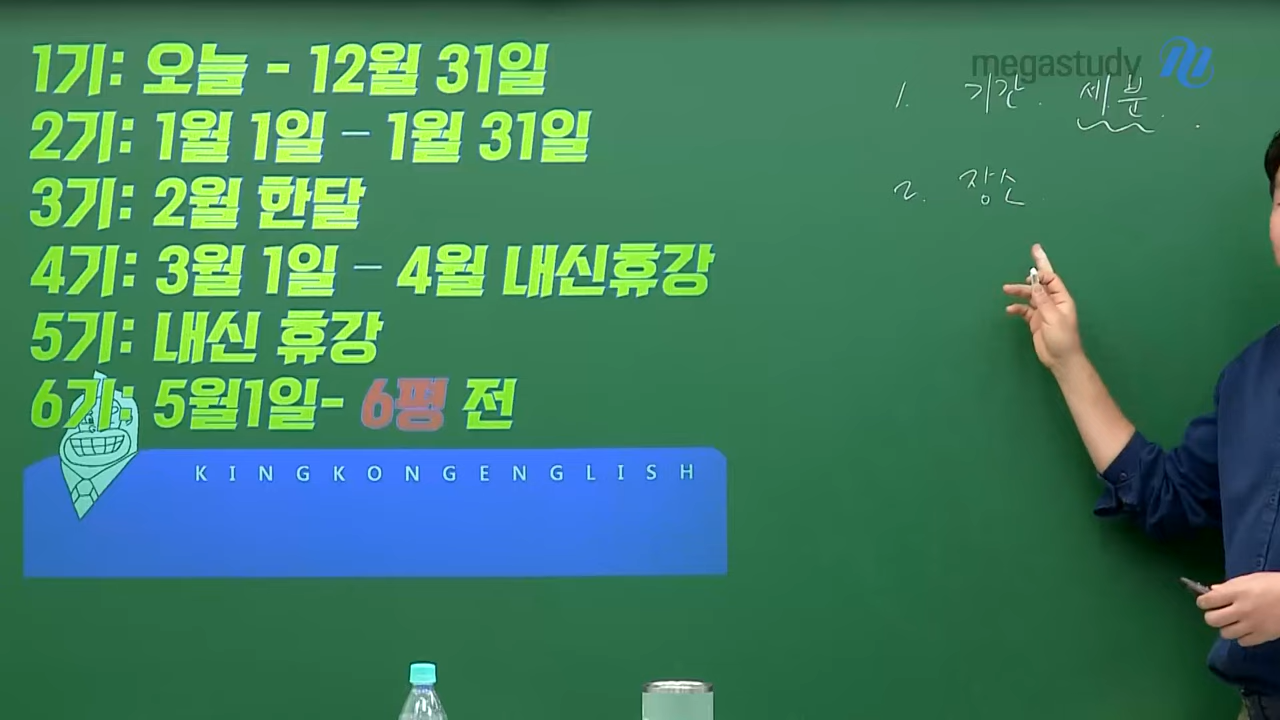 1기: 오늘 - 12월 31일
2기: 1월 1일 – 1월 31일
3기: 2월 한달
4기: 3월 1일 – 4월 내신휴강
5기: 내신 휴강
6기: 5월1일- 6평 전
KINGKONGENGLISH
megastudy
1. 기간. 세분.
2. 장소